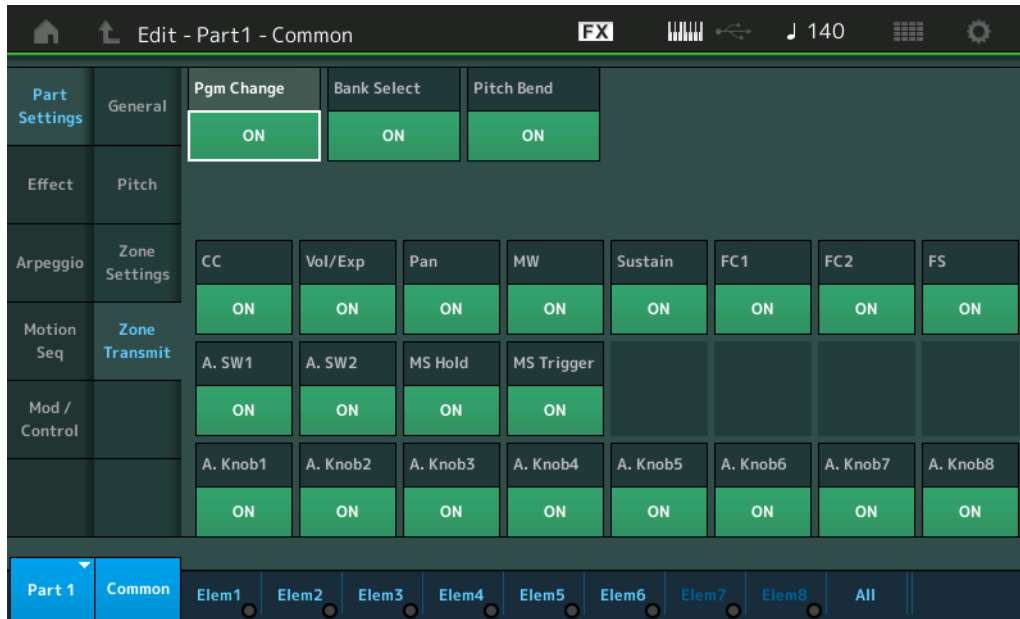 Edit - Part1 - Common
FX
140
Part Settings
General
Pgm Change
Bank Select
Pitch Bend
ON
ON
ON
Effect
Pitch
Arpeggio
Zone Settings
CC
Vol/Exp
Pan
MW
Sustain
FC1
FC2
FS
ON
ON
ON
ON
ON
ON
ON
ON
Motion Seq
Zone Transmit
A. SW1
A. SW2
MS Hold
MS Trigger
ON
ON
ON
ON
Mod / Control
A. Knob1
A. Knob2
A. Knob3
A. Knob4
A. Knob5
A. Knob6
A. Knob7
A. Knob8
ON
ON
ON
ON
ON
ON
ON
ON
Part 1
Common
Elem1
Elem2
Elem3
Elem4
Elem5
Elem6
Elem7
Elem8
All